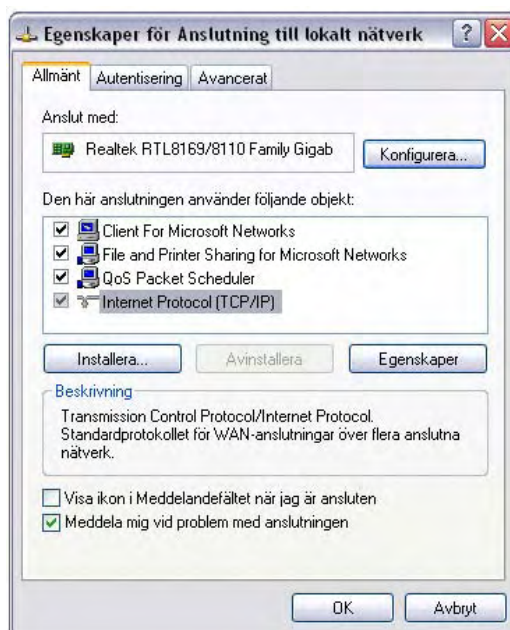 Egenskaper för Anslutning till lokalt nätverk
Allmänt Autentisering Avancerat
Anslut med:
Realtek RTL8169/8110 Family Gigab Konfigurera...
Den här anslutningen använder följande objekt:
Client For Microsoft Networks
File and Printer Sharing for Microsoft Networks
QoS Packet Scheduler
Internet Protocol (TCP/IP)
Installera... Avinstallera Egenskaper
Beskrivning
Transmission Control Protocol/Internet Protocol.
Standardprotokollet för WAN-anslutningar över flera anslutna
nätverk.
Visa ikon i Meddelandefältet när jag är ansluten
Meddela mig vid problem med anslutningen
OK Avbryt